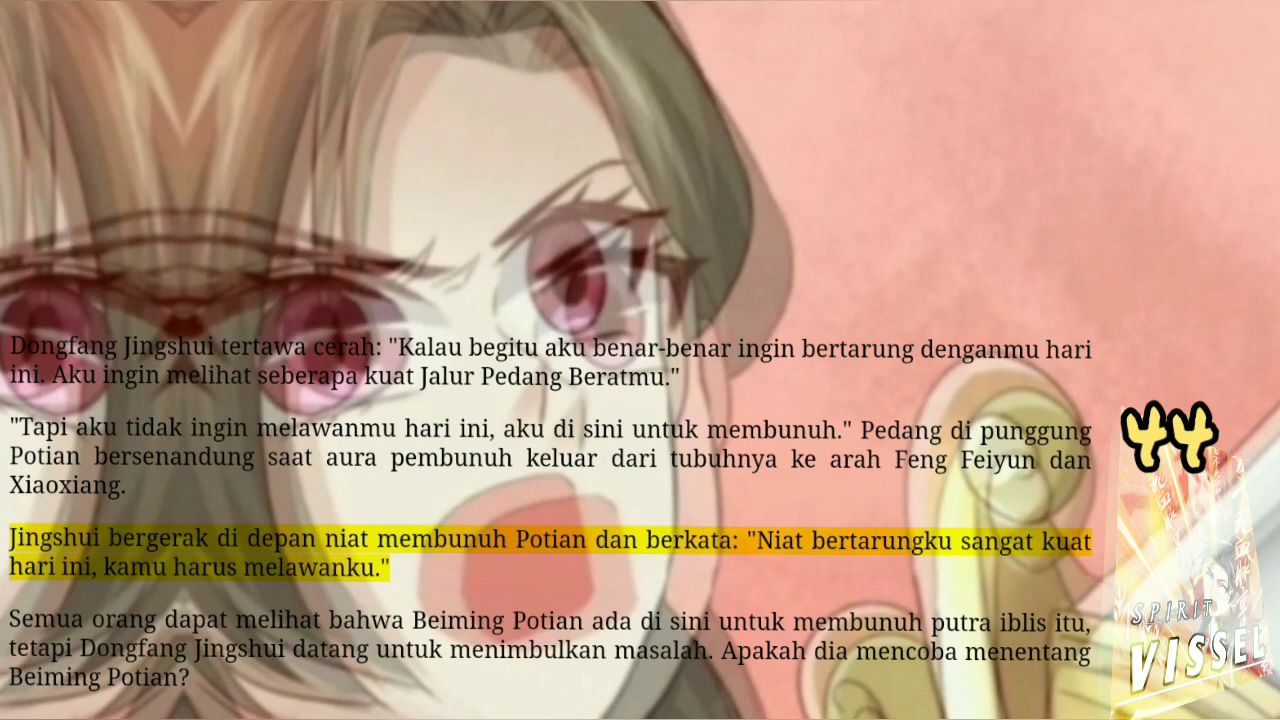 Dongfang Jingshui tertawa cerah: "Kalau begitu aku benar-benar ingin bertarung denganmu hari
ini. Aku ingin melihat seberapa kuat Jalur Pedang Beratmu."
"Tapi aku tidak ingin melawanmu hari ini, aku di sini untuk membunuh." Pedang di punggung
Potian bersenandung saat aura pembunuh keluar dari tubuhnya ke arah Feng Feiyun dan
Xiaoxiang.
Jingshui bergerak di depan niat membunuh Potian dan berkata: "Niat bertarungku sangat kuat
hari ini, kamu harus melawanku."
Semua orang dapat melihat bahwa Beiming Potian ada di sini untuk membunuh putra iblis itu,
tetapi Dongfang Jingshui datang untuk menimbulkan masalah. Apakah dia mencoba menentang
Beiming Potian?
44
SPIRIT
VISSEL